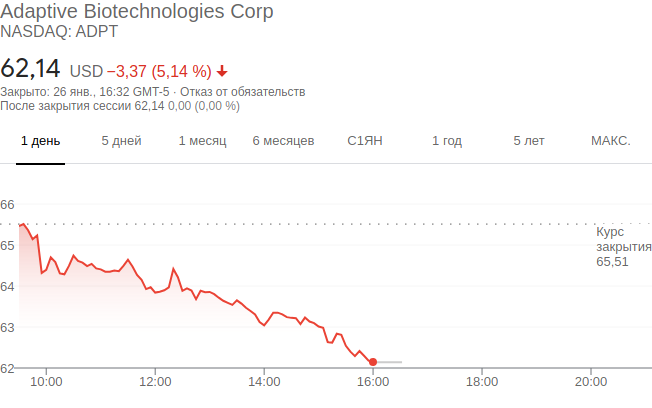 Adaptive Biotechnologies Corp
NASDAQ: ADPT
62,14 USD −3,37 (5,14 %)
Закрыто: 26 янв., 16:32 GMT-5 · Отказ от обязательств
После закрытия сессии 62,14 0,00 (0,00 %)
1 день 5 дней 1 месяц 6 месяцев С1ЯН 1 год 5 лет МАКС.
66
Курс
закрытия
65,51
65
64
63
62
10:00 12:00 14:00 16:00 18:00 20:00